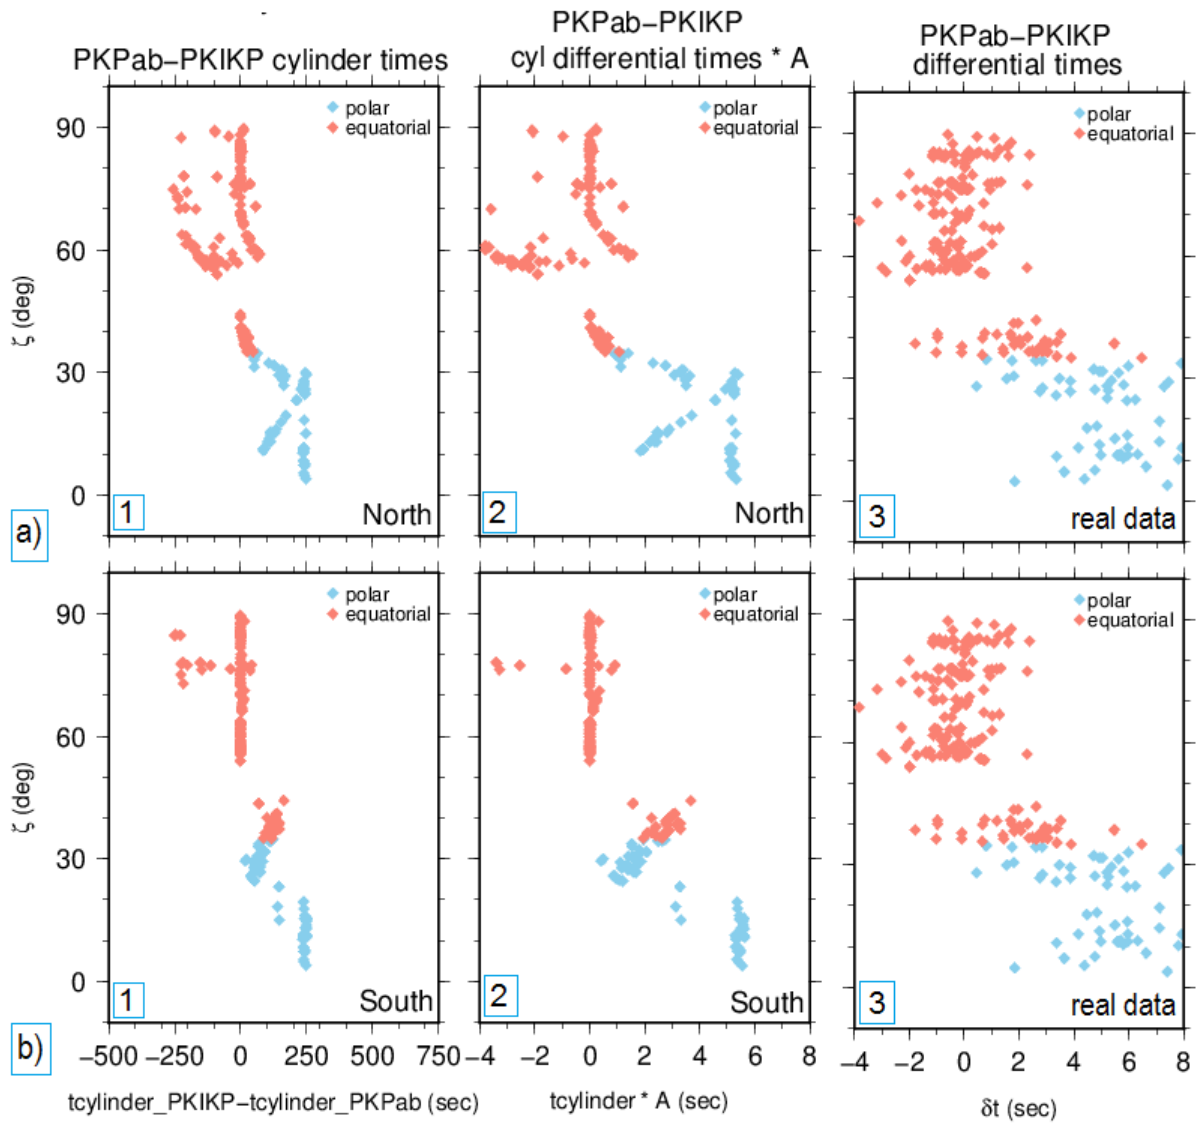 PKPab−PKIKP cylinder times
PKPab−PKIKP
cyl differential times * A
PKPab−PKIKP
differential times
polar
equatorial
polar
equatorial
polar
equatorial
90
60
30
0
ζ (deg)
a)
1
North
2
North
3
real data
polar
equatorial
polar
equatorial
polar
equatorial
90
60
30
0
ζ (deg)
b)
1
South
2
South
3
real data
−500 −250 0 250 500 750
−4 −2 0 2 4 6 8
−4 −2 0 2 4 6 8
tcylinder_PKIKP−tcylinder_PKPab (sec)
tcylinder * A (sec)
δt (sec)